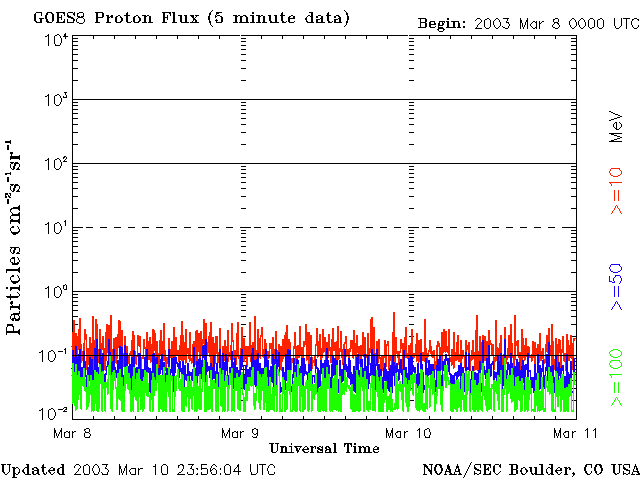 GOES8 Proton Flux (5 minute data)
Begin: 2003 Mar 8 0000 UTC
Particles cm⁻²s⁻¹sr⁻¹
10⁴
10³
10²
10¹
10⁰
10⁻¹
10⁻²
Mar 8
Mar 9
Mar 10
Mar 11
Universal Time
MeV
>=10
>=50
>=100
Updated 2003 Mar 10 23:56:04 UTC
NOAA/SEC Boulder, CO USA